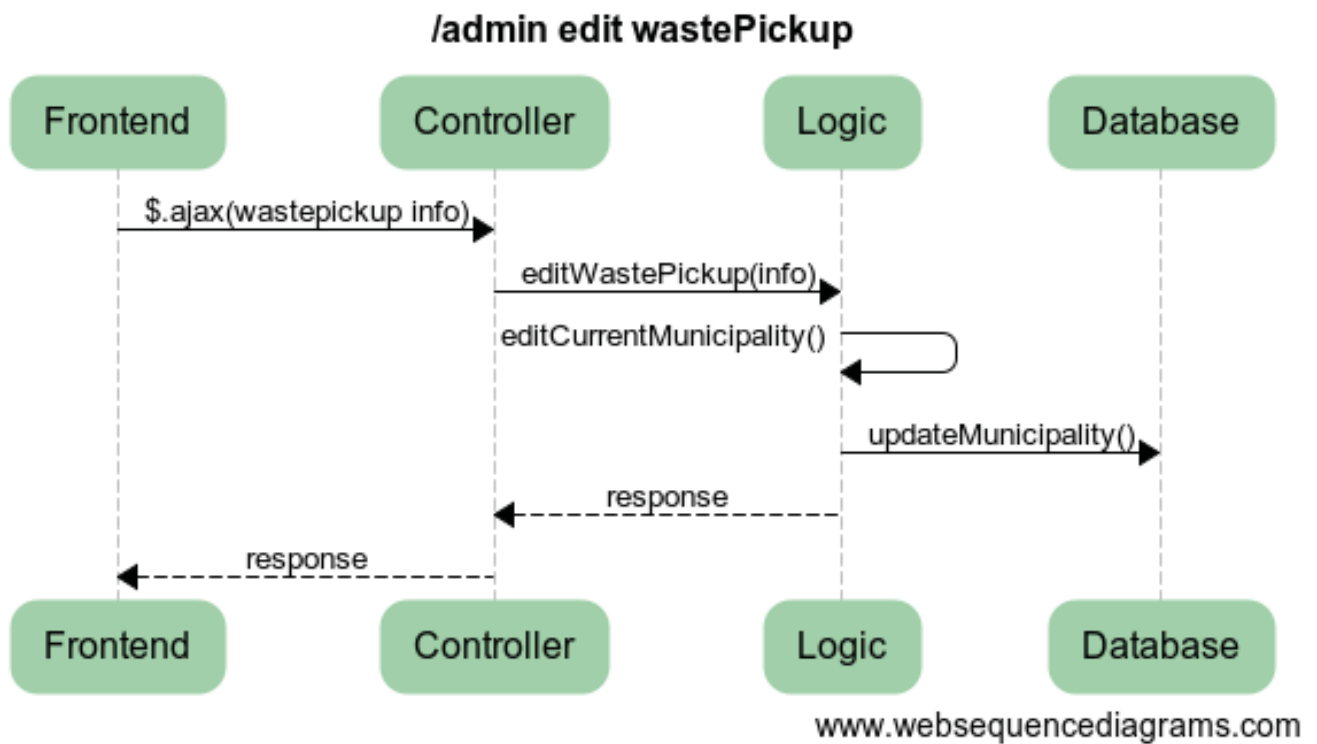 /admin edit wastePickup
Frontend Controller Logic Database
$.ajax(wastepickup info)
editWastePickup(info)
editCurrentMunicipality()
updateMunicipality()
response
response
Frontend Controller Logic Database
www.websequencediagrams.com